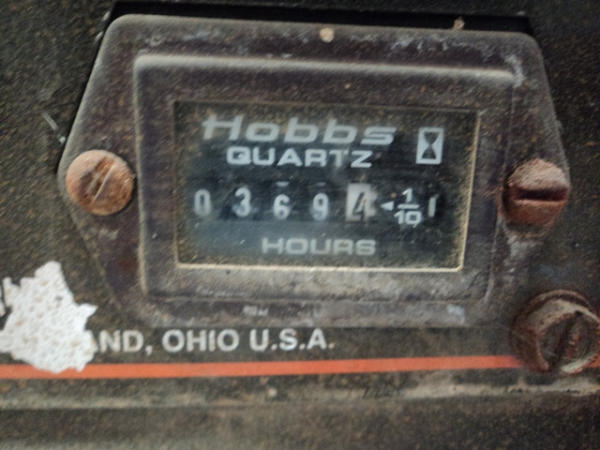 Hobbs
QUARTZ
0 3 6 9 4 1/10
HOURS
ND, OHIO U.S.A.